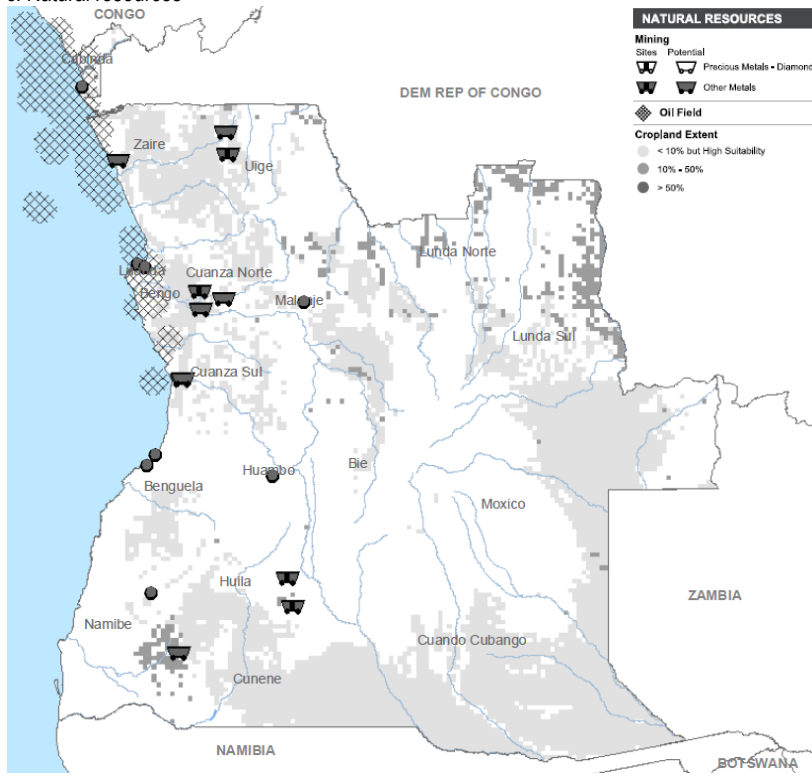 CONGO
NATURAL RESOURCES
Mining
Sites Potential
Precious Metals - Diamond
Other Metals
Oil Field
Cropland Extent
< 10% but High Suitability
10% - 50%
> 50%
Cabinda
DEM REP OF CONGO
Zaire
Uige
Lunda Norte
Cuanza Norte
Bengo
Malanje
Lunda Sul
Cuanza Sul
Huambo
Bie
Benguela
Moxico
Huila
ZAMBIA
Namibe
Cuando Cubango
Cunene
NAMIBIA
BOTSWANA